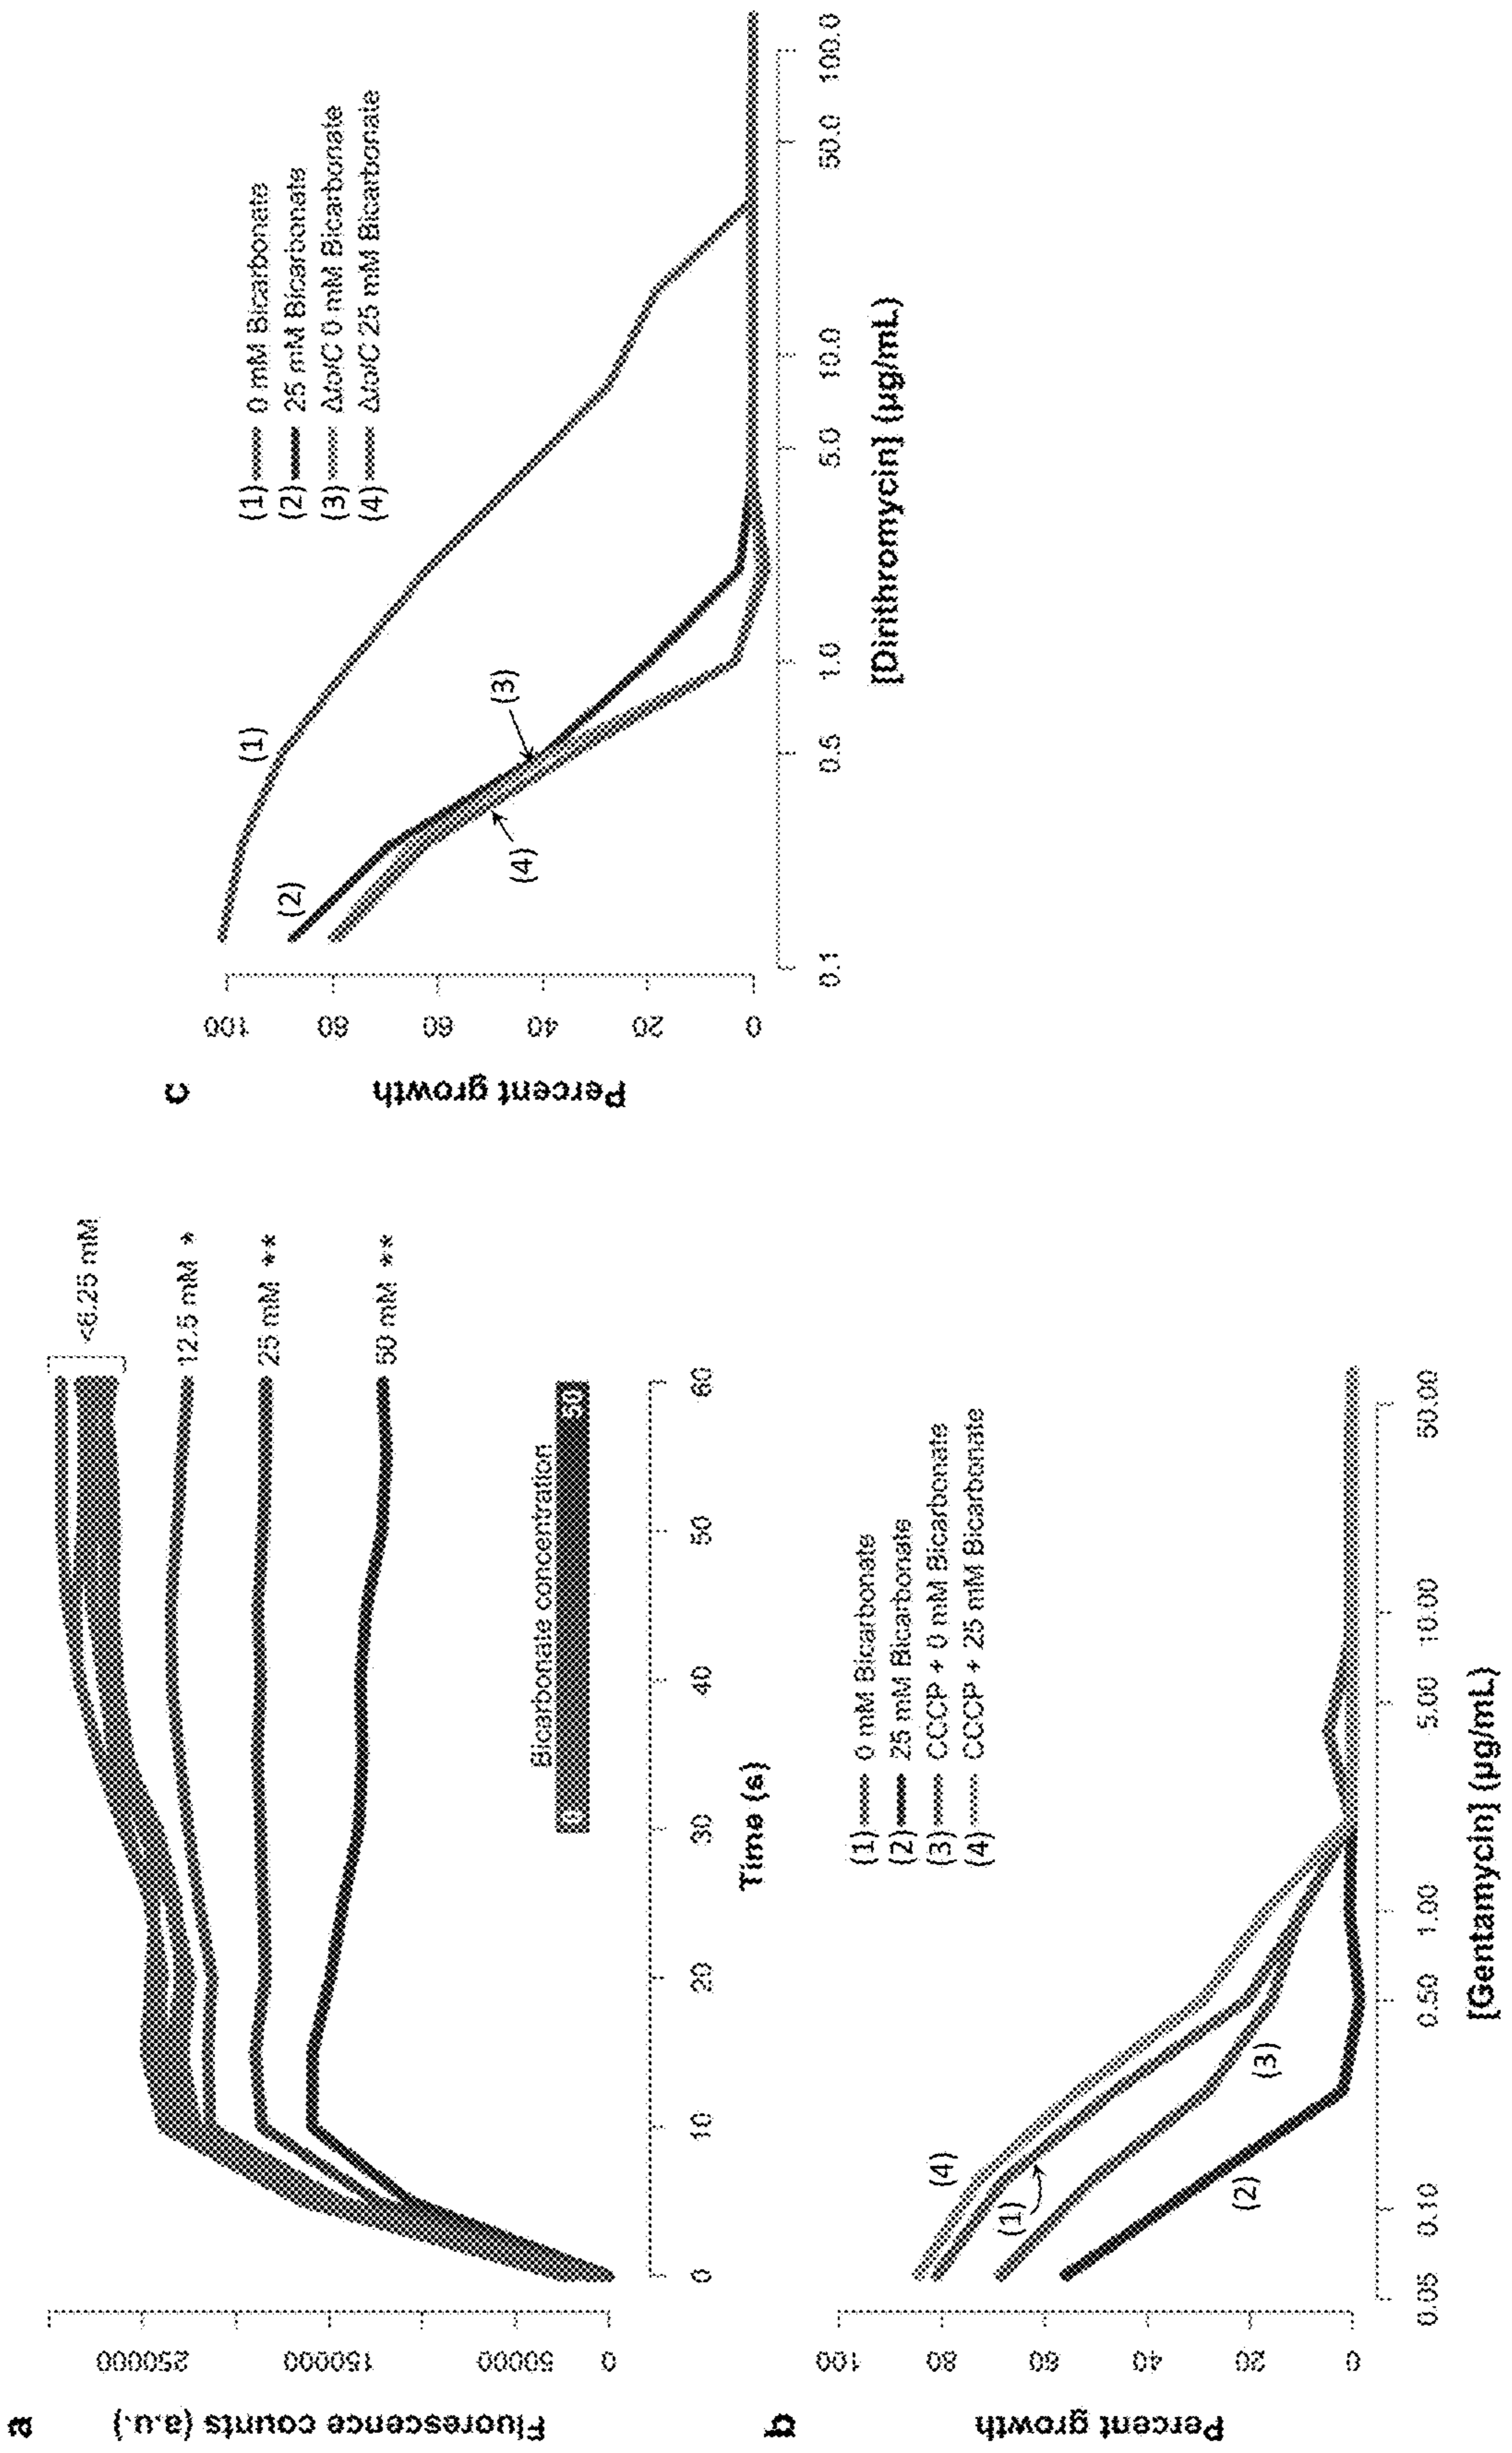 a
Fluorescence counts (a.u.)
250000
150000
50000
0
<6.25 mM
12.5 mM *
25 mM **
50 mM **
Bicarbonate concentration
0 50
0 10 20 30 40 50 60
Time (s)
b
Percent growth
100
80
60
40
20
0
(1) 0 mM Bicarbonate
(2) 25 mM Bicarbonate
(3) CCCP + 0 mM Bicarbonate
(4) CCCP + 25 mM Bicarbonate
(4)
(1)
(3)
(2)
0.05 0.10 0.50 1.00 5.00 10.00 50.00
[Gentamycin] (µg/mL)
c
Percent growth
100
80
60
40
20
0
(1) 0 mM Bicarbonate
(2) 25 mM Bicarbonate
(3) ΔtolC 0 mM Bicarbonate
(4) ΔtolC 25 mM Bicarbonate
(1)
(2)
(3)
(4)
0.1 0.5 1.0 5.0 10.0 50.0 100.0
[Dirithromycin] (µg/mL)